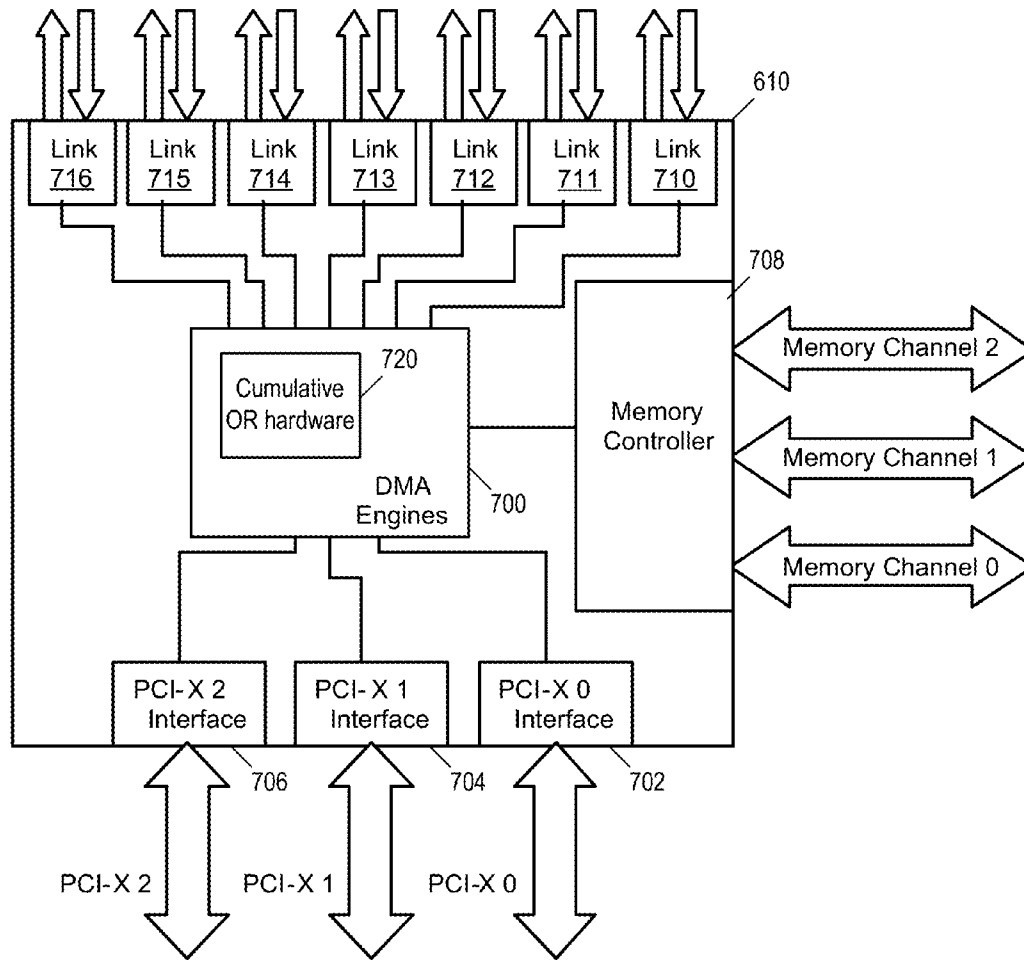 610
Link Link Link Link Link Link Link
716 715 714 713 712 711 710
708
Memory Channel 2
720
Cumulative
OR hardware
Memory
Controller
Memory Channel 1
DMA
Engines
700
Memory Channel 0
PCI-X 2
Interface
PCI-X 1
Interface
PCI-X 0
Interface
706
704
702
PCI-X 2
PCI-X 1
PCI-X 0